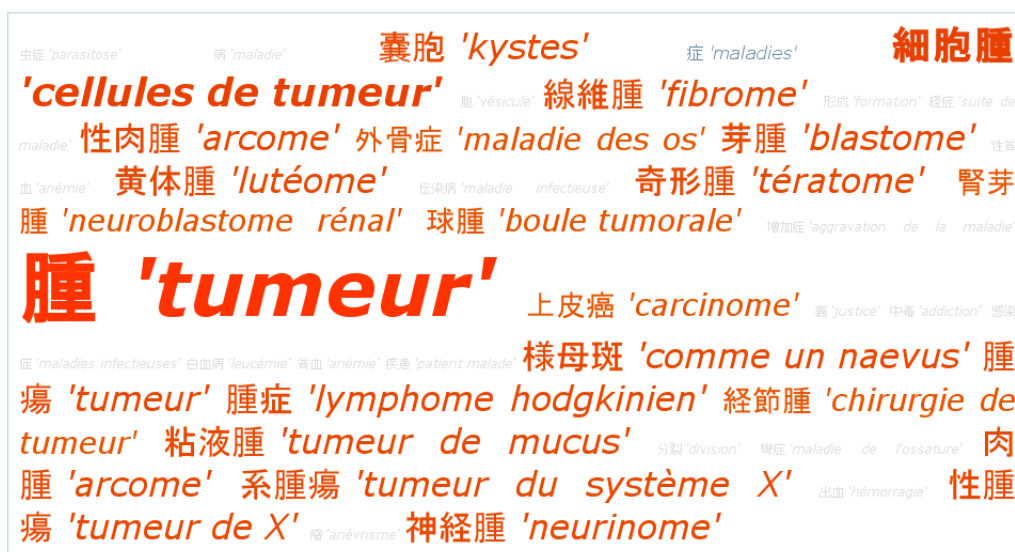 虫症 'parasitose' 病 'maladie' 嚢胞 'kystes' 症 'maladies' 細胞腫
'cellules de tumeur' 胞 'vésicule' 線維腫 'fibrome' 形成 'formation' 経症 'suite de
maladie' 性肉腫 'arcome' 外骨症 'maladie des os' 芽腫 'blastome' 性貧
血 'anémie' 黄体腫 'lutéome' 伝染病 'maladie infectieuse' 奇形腫 'tératome' 腎芽
腫 'neuroblastome rénal' 球腫 'boule tumorale' 増加症 'aggravation de la maladie'
腫 'tumeur' 上皮癌 'carcinome' 義 'justice' 中毒 'addiction' 感染
症 'maladies infectieuses' 白血病 'leucémie' 貧血 'anémie' 疾患 'patient malade' 様母斑 'comme un naevus' 腫
瘍 'tumeur' 腫症 'lymphome hodgkinien' 経節腫 'chirurgie de
tumeur' 粘液腫 'tumeur de mucus' 分裂 'division' 彎症 'maladie de l'ossature' 肉
腫 'arcome' 系腫瘍 'tumeur du système X' 出血 'hémorragie' 性腫
瘍 'tumeur de X' 瘤 'anévrisme' 神経腫 'neurinome'